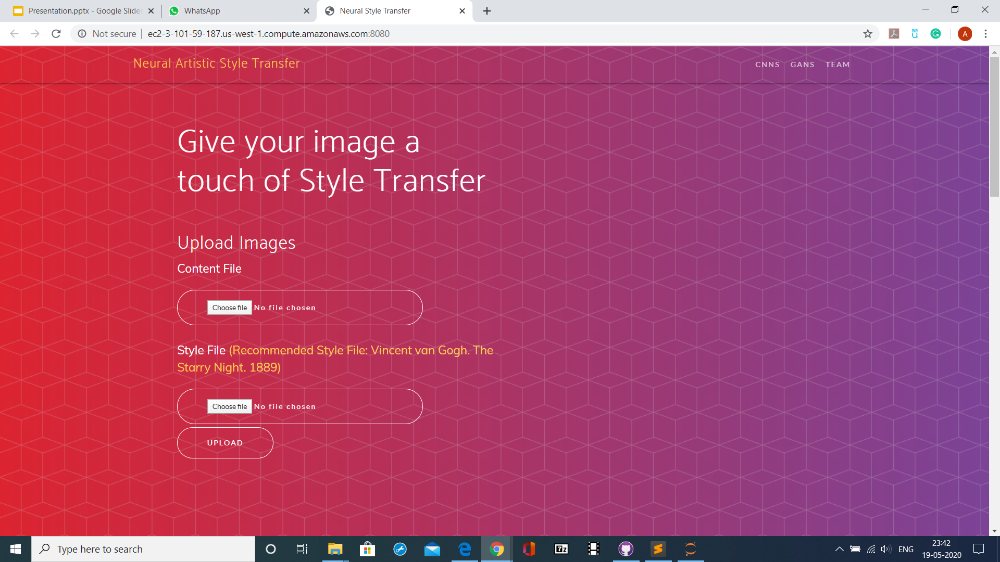 Presentation.pptx - Google Slides
WhatsApp
Neural Style Transfer
Not secure
ec2-3-101-59-187.us-west-1.compute.amazonaws.com:8080
A
Neural Artistic Style Transfer
CNNS GANS TEAM
Give your image a
touch of Style Transfer
Upload Images
Content File
Choose file No file chosen
Style File (Recommended Style File: Vincent van Gogh. The
Starry Night. 1889)
Choose file No file chosen
UPLOAD
Type here to search
7z
ENG
23:42
19-05-2020